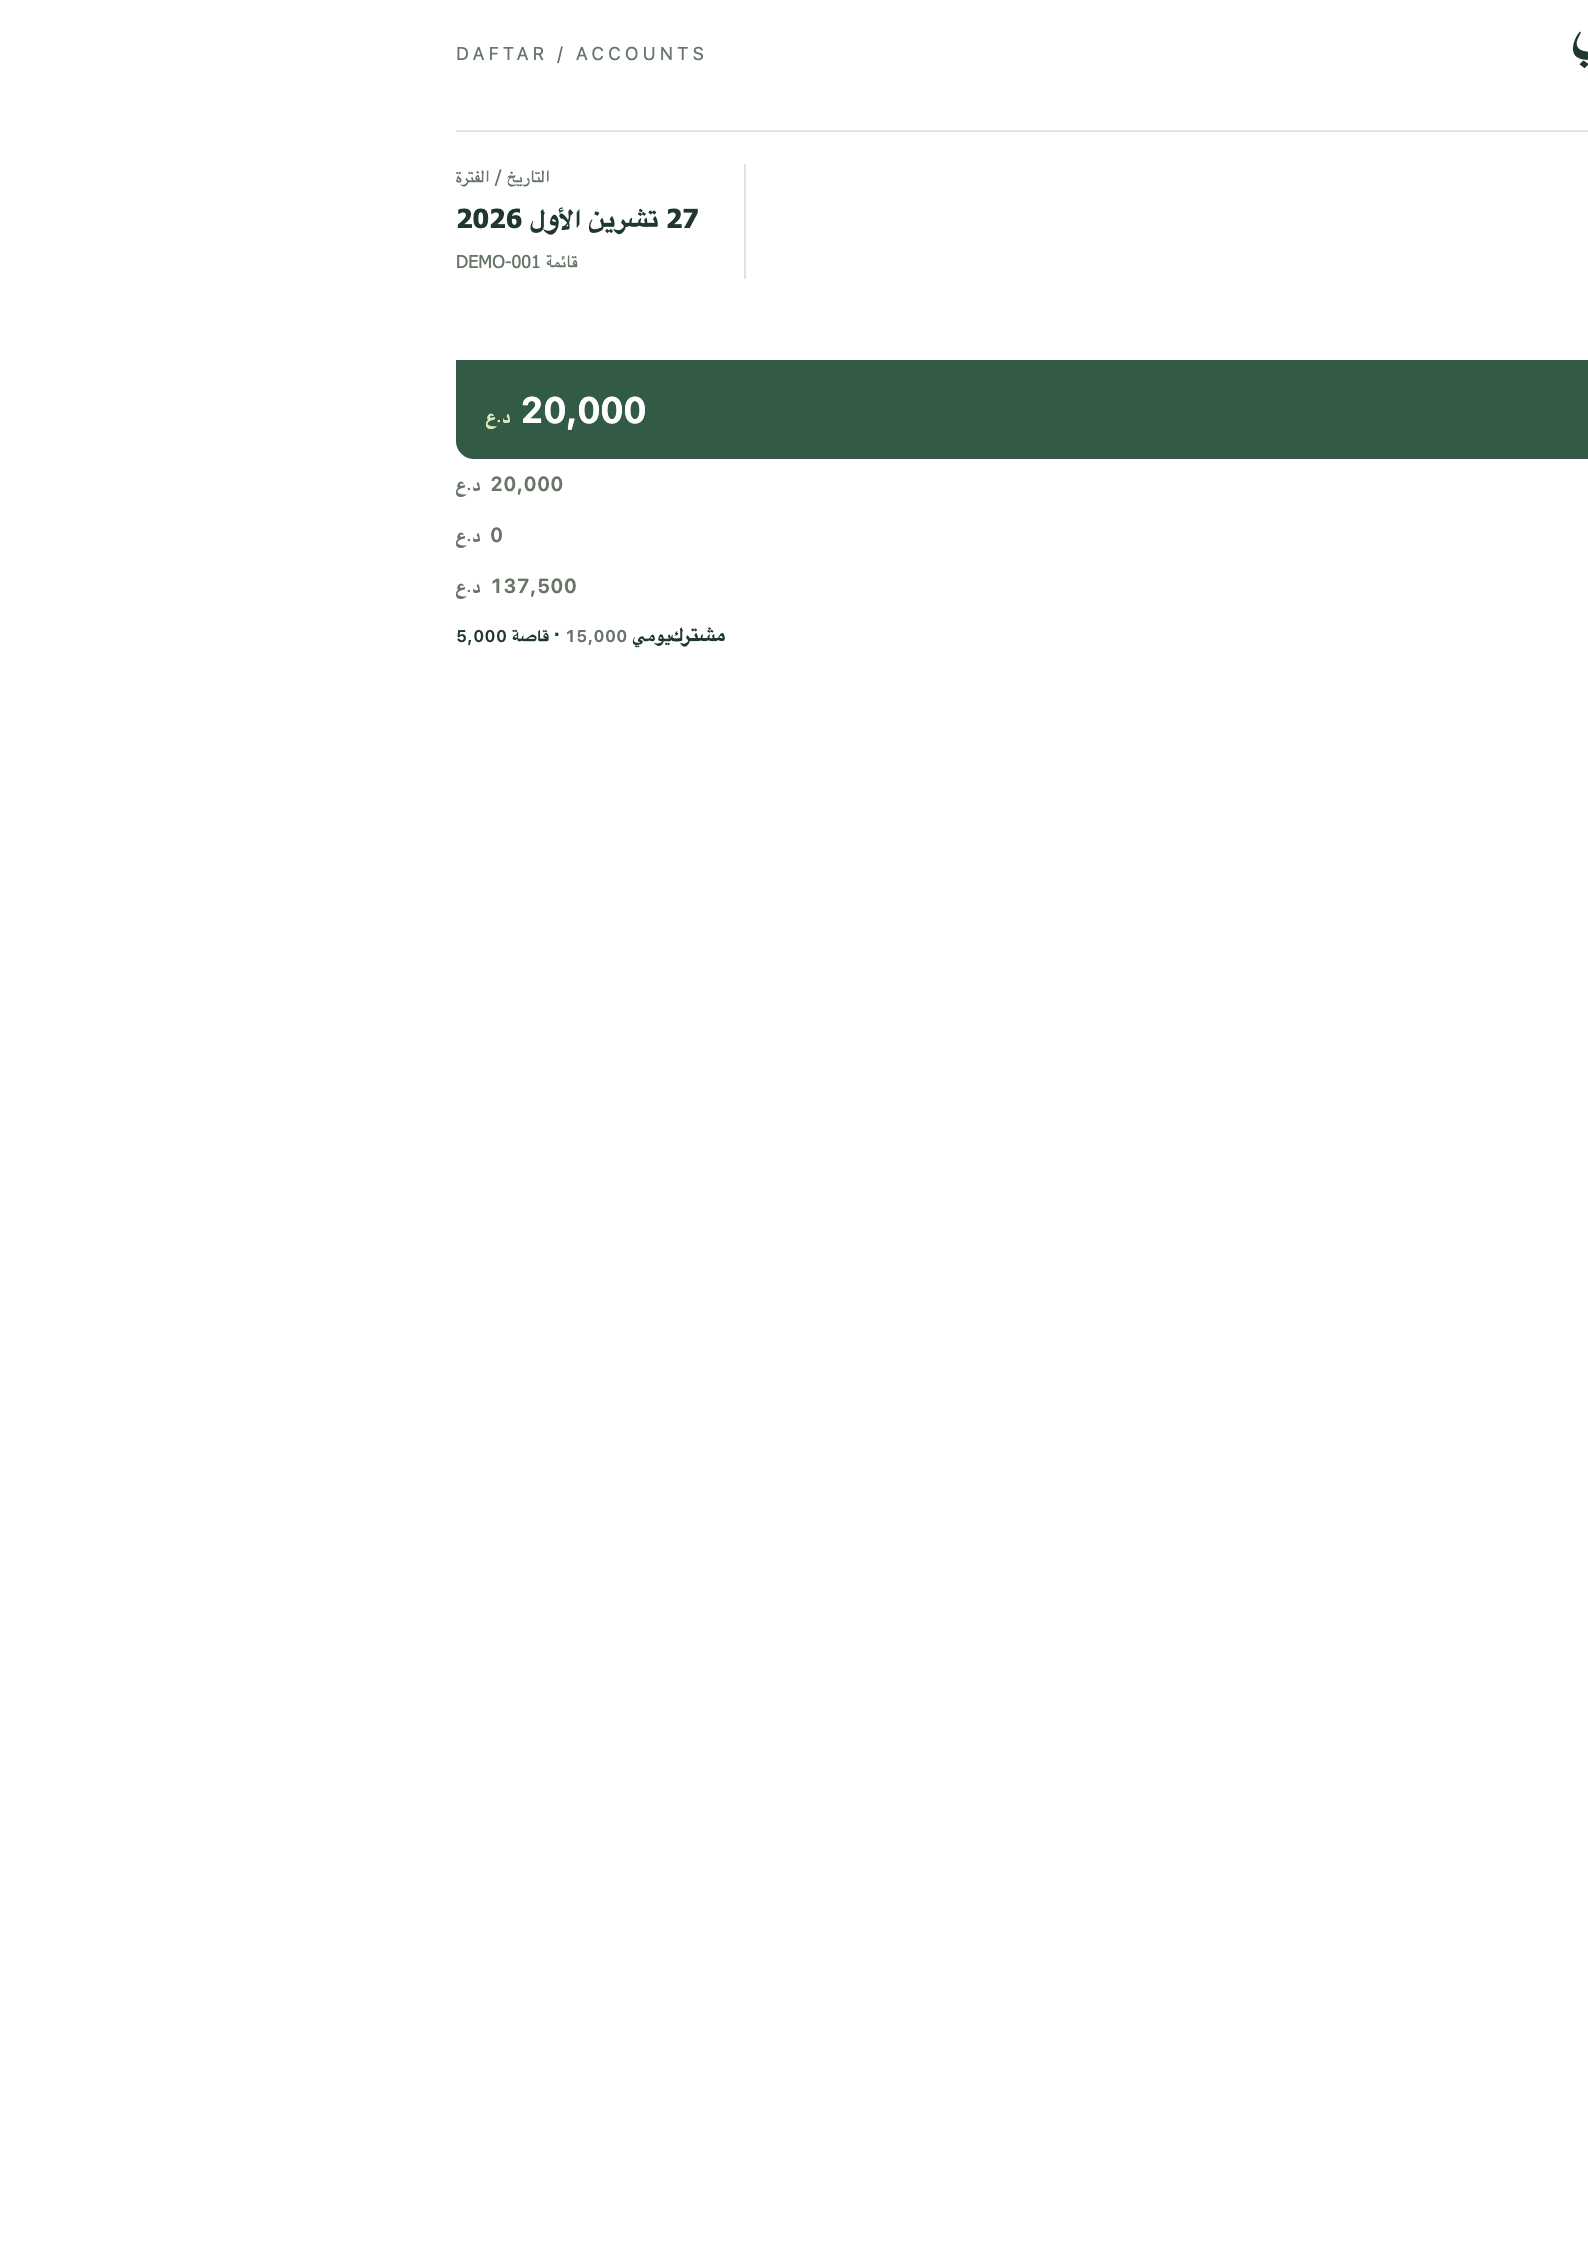 DAFTAR / ACCOUNTS
التاريخ / الفترة
27 تشرين الأول 2026
قائمة DEMO-001
20,000 د.ع
20,000 د.ع
0 د.ع
137,500 د.ع
مشتركيومي 15,000 · قاصة 5,000